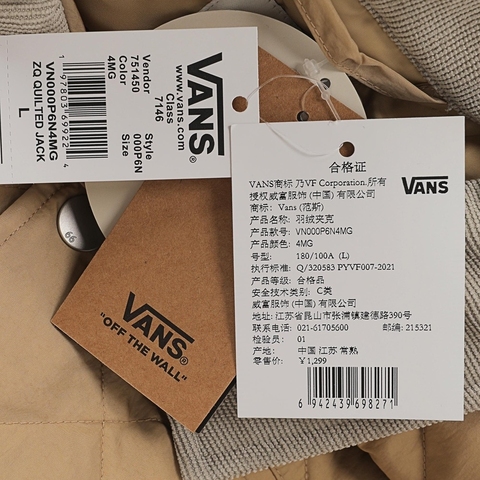 VANS®
www.vans.com
Class
7146
Vendor Style
751450 000P6N
Color Size
4MG
1 97803 76992 2 4
VN000P6N4MG
ZQ QUILTED JACK
L
VANS®
"OFF THE WALL"
66
合格证
VANS
VANS商标 乃VF Corporation.所有
授权威富服饰 (中国) 有限公司
商标: Vans (范斯)
产品名称: 羽绒夹克
产品款号: VN000P6N4MG
产品颜色: 4MG
号型: 180/100A (L)
执行标准: Q/320583 PYVF007-2021
产品等级: 合格品
安全技术类别: C类
威富服饰 (中国) 有限公司
地址: 江苏省昆山市张浦镇建德路390号
联系电话: 021-61705600 邮编: 215321
检验员: 01
产地: 中国 江苏 常熟
零售价: ¥1,299
6 942439 698271